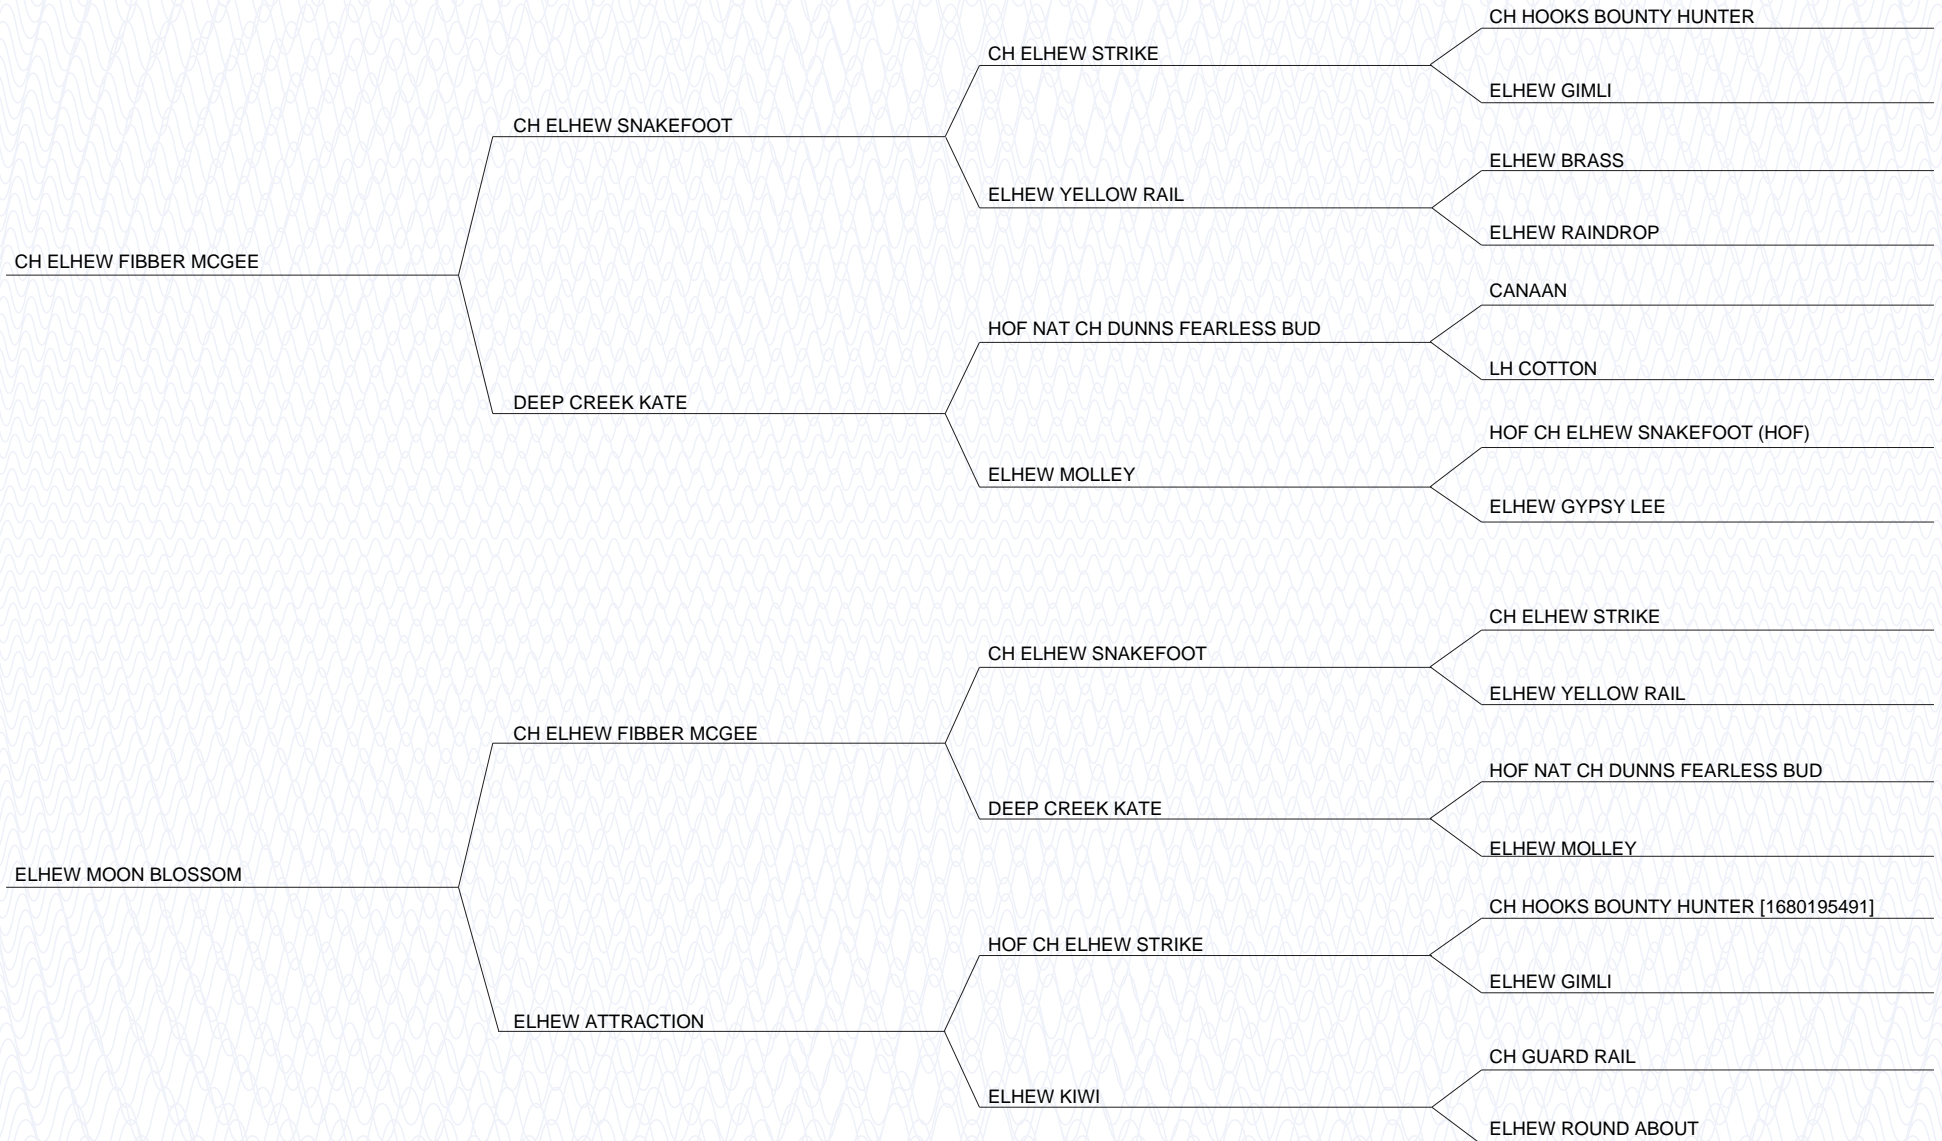 CH HOOKS BOUNTY HUNTER
CH ELHEW STRIKE
ELHEW GIMLI
CH ELHEW SNAKEFOOT
ELHEW BRASS
ELHEW YELLOW RAIL
ELHEW RAINDROP
CH ELHEW FIBBER MCGEE
CANAAN
HOF NAT CH DUNNS FEARLESS BUD
LH COTTON
DEEP CREEK KATE
HOF CH ELHEW SNAKEFOOT (HOF)
ELHEW MOLLEY
ELHEW GYPSY LEE
CH ELHEW STRIKE
CH ELHEW SNAKEFOOT
ELHEW YELLOW RAIL
CH ELHEW FIBBER MCGEE
HOF NAT CH DUNNS FEARLESS BUD
DEEP CREEK KATE
ELHEW MOLLEY
ELHEW MOON BLOSSOM
CH HOOKS BOUNTY HUNTER [1680195491]
HOF CH ELHEW STRIKE
ELHEW GIMLI
ELHEW ATTRACTION
CH GUARD RAIL
ELHEW KIWI
ELHEW ROUND ABOUT